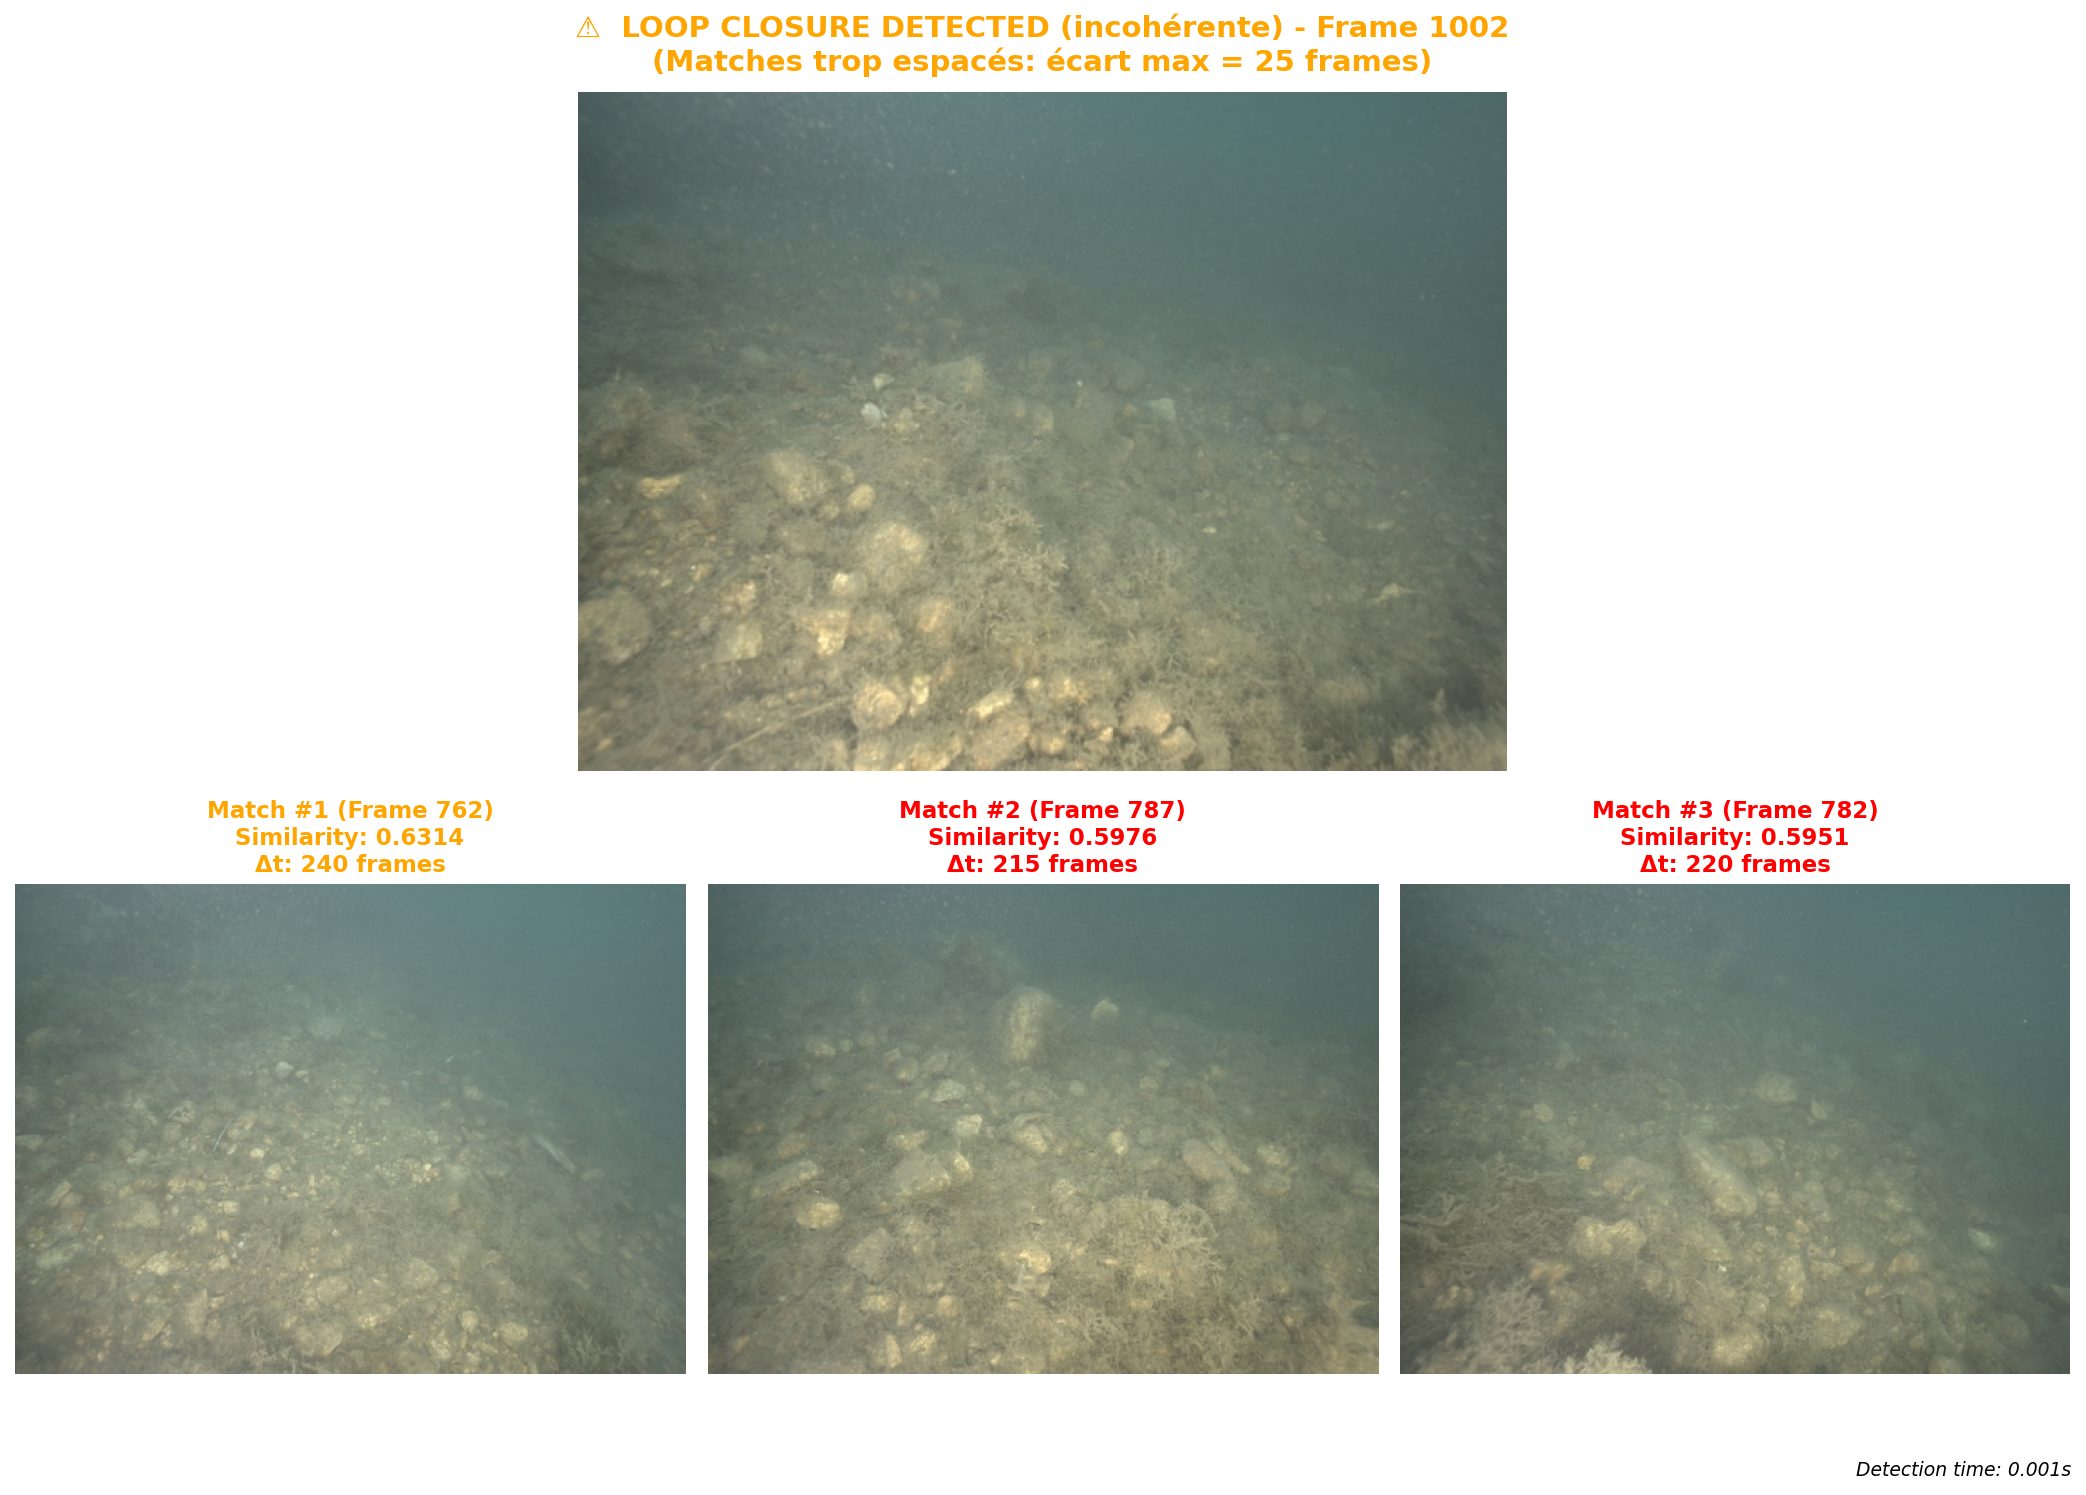 ⚠ LOOP CLOSURE DETECTED (incohérente) - Frame 1002
(Matches trop espacés: écart max = 25 frames)
Match #1 (Frame 762)
Similarity: 0.6314
Δt: 240 frames
Match #2 (Frame 787)
Similarity: 0.5976
Δt: 215 frames
Match #3 (Frame 782)
Similarity: 0.5951
Δt: 220 frames
Detection time: 0.001s